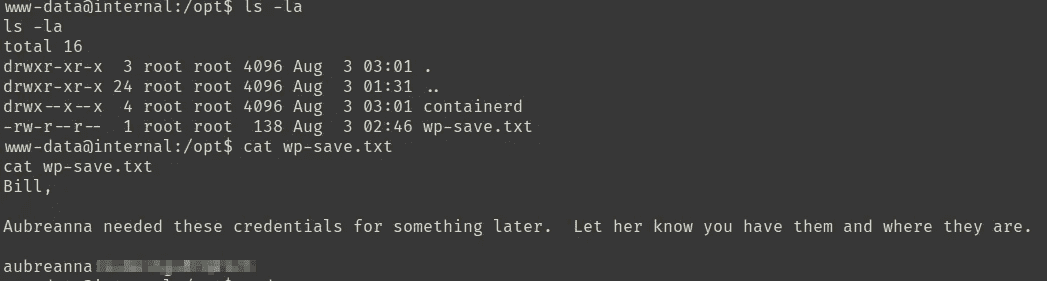 www-data@internal:/opt$ ls -la
ls -la
total 16
drwxr-xr-x  3 root root 4096 Aug  3 03:01 .
drwxr-xr-x 24 root root 4096 Aug  3 01:31 ..
drwx--x--x  4 root root 4096 Aug  3 03:01 containerd
-rw-r--r--  1 root root  138 Aug  3 02:46 wp-save.txt
www-data@internal:/opt$ cat wp-save.txt
cat wp-save.txt
Bill,
Aubreanna needed these credentials for something later.  Let her know you have them and where they are.
aubreanna